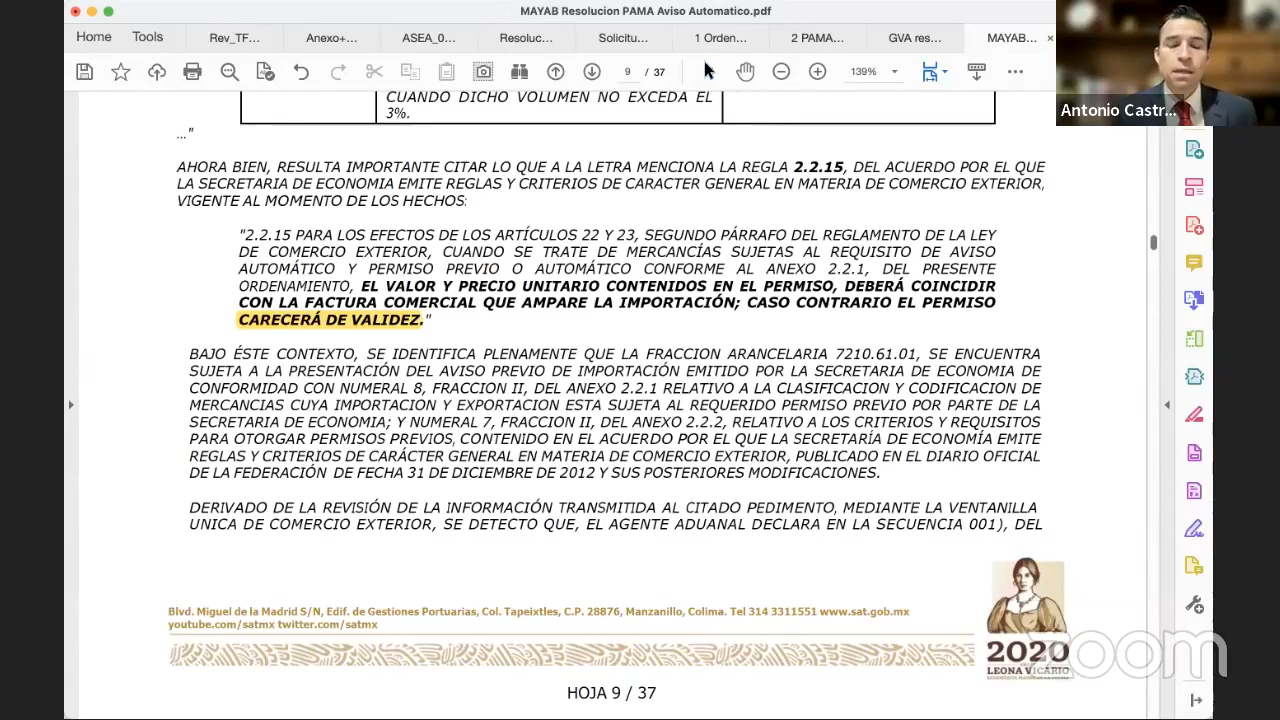 MAYAB Resolucion PAMA Aviso Automatico.pdf
Home Tools Rev_TF... Anexo+... ASEA_0... Resoluc... Solicitu... 1 Orden... 2 PAMA... GVA res... MAYAB... ×
9 / 37 139%
Antonio Castr...
CUANDO DICHO VOLUMEN NO EXCEDA EL
3%.
..."
AHORA BIEN, RESULTA IMPORTANTE CITAR LO QUE A LA LETRA MENCIONA LA REGLA 2.2.15, DEL ACUERDO POR EL QUE
LA SECRETARIA DE ECONOMIA EMITE REGLAS Y CRITERIOS DE CARACTER GENERAL EN MATERIA DE COMERCIO EXTERIOR,
VIGENTE AL MOMENTO DE LOS HECHOS:
"2.2.15 PARA LOS EFECTOS DE LOS ARTÍCULOS 22 Y 23, SEGUNDO PÁRRAFO DEL REGLAMENTO DE LA LEY
DE COMERCIO EXTERIOR, CUANDO SE TRATE DE MERCANCÍAS SUJETAS AL REQUISITO DE AVISO
AUTOMÁTICO Y PERMISO PREVIO O AUTOMÁTICO CONFORME AL ANEXO 2.2.1, DEL PRESENTE
ORDENAMIENTO, EL VALOR Y PRECIO UNITARIO CONTENIDOS EN EL PERMISO, DEBERÁ COINCIDIR
CON LA FACTURA COMERCIAL QUE AMPARE LA IMPORTACIÓN; CASO CONTRARIO EL PERMISO
CARECERÁ DE VALIDEZ."
BAJO ÉSTE CONTEXTO, SE IDENTIFICA PLENAMENTE QUE LA FRACCION ARANCELARIA 7210.61.01, SE ENCUENTRA
SUJETA A LA PRESENTACIÓN DEL AVISO PREVIO DE IMPORTACIÓN EMITIDO POR LA SECRETARIA DE ECONOMIA DE
CONFORMIDAD CON NUMERAL 8, FRACCION II, DEL ANEXO 2.2.1 RELATIVO A LA CLASIFICACION Y CODIFICACION DE
MERCANCIAS CUYA IMPORTACION Y EXPORTACION ESTA SUJETA AL REQUERIDO PERMISO PREVIO POR PARTE DE LA
SECRETARIA DE ECONOMIA; Y NUMERAL 7, FRACCION II, DEL ANEXO 2.2.2, RELATIVO A LOS CRITERIOS Y REQUISITOS
PARA OTORGAR PERMISOS PREVIOS, CONTENIDO EN EL ACUERDO POR EL QUE LA SECRETARÍA DE ECONOMÍA EMITE
REGLAS Y CRITERIOS DE CARÁCTER GENERAL EN MATERIA DE COMERCIO EXTERIOR, PUBLICADO EN EL DIARIO OFICIAL
DE LA FEDERACIÓN DE FECHA 31 DE DICIEMBRE DE 2012 Y SUS POSTERIORES MODIFICACIONES.
DERIVADO DE LA REVISIÓN DE LA INFORMACIÓN TRANSMITIDA AL CITADO PEDIMENTO, MEDIANTE LA VENTANILLA
UNICA DE COMERCIO EXTERIOR, SE DETECTO QUE, EL AGENTE ADUANAL DECLARA EN LA SECUENCIA 001), DEL
Blvd. Miguel de la Madrid S/N, Edif. de Gestiones Portuarias, Col. Tapeixtles, C.P. 28876, Manzanillo, Colima. Tel 314 3311551 www.sat.gob.mx
youtube.com/satmx twitter.com/satmx
2020
LEONA VICARIO
zoom
HOJA 9 / 37